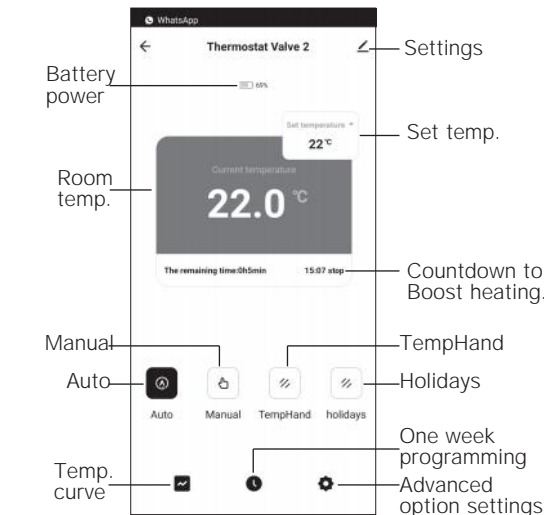 WhatsApp
Thermostat Valve 2
Settings
Battery
power
65%
Set temperature
22°C
Set temp.
Room
temp.
Current temperature
22.0 °C
The remaining time:0h5min
15:07 stop
Countdown to
Boost heating.
Manual
TempHand
Auto
Holidays
Auto
Manual
TempHand
holidays
One week
programming
Temp.
curve
Advanced
option settings